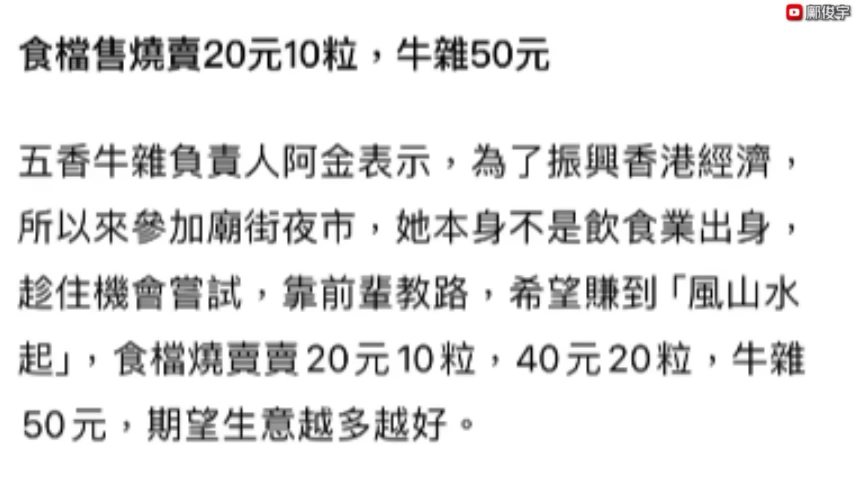 鄺俊宇
食檔售燒賣20元10粒，牛雜50元
五香牛雜負責人阿金表示，為了振興香港經濟，
所以來參加廟街夜市，她本身不是飲食業出身，
趁住機會嘗試，靠前輩教路，希望賺到「風山水
起」，食檔燒賣賣20元10粒，40元20粒，牛雜
50元，期望生意越多越好。